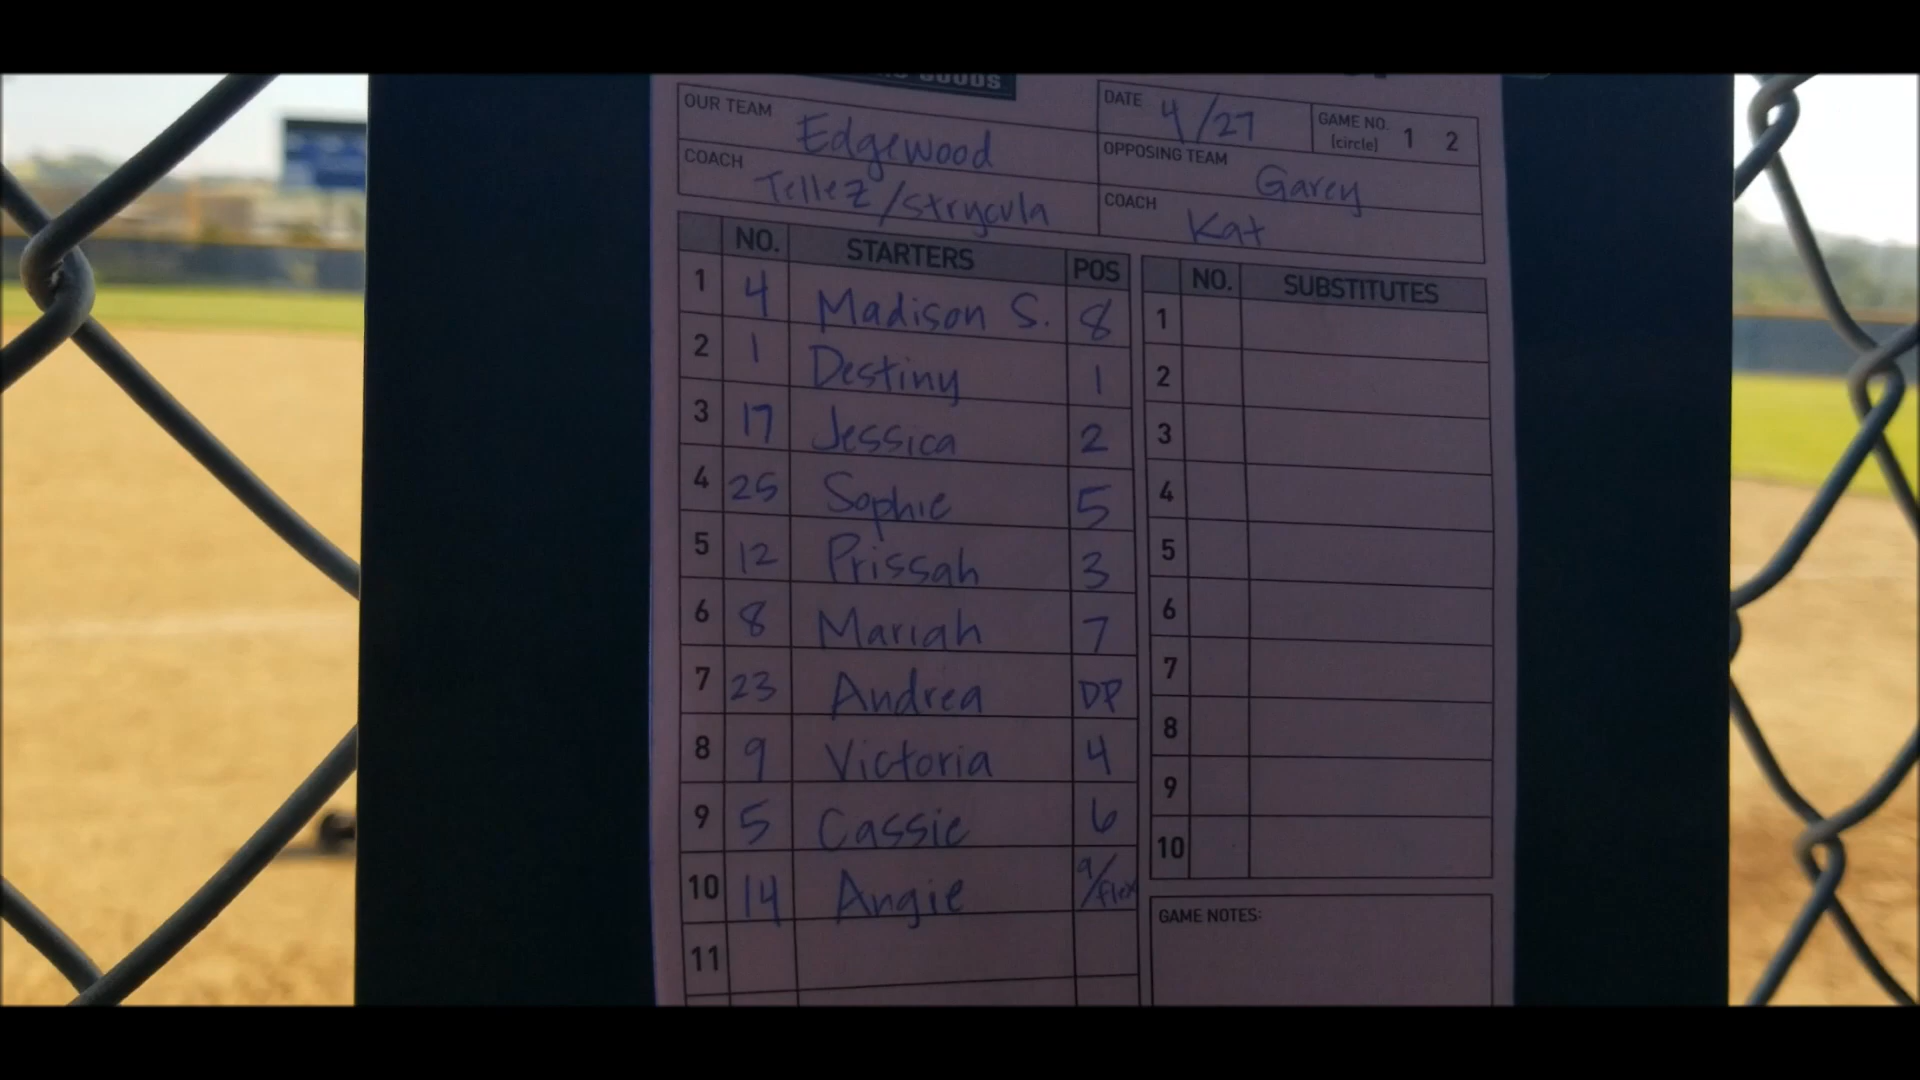 GOODS
OUR TEAM Edgewood
DATE 4/27
GAME NO. (circle) 1 2
COACH Tellez/Strycula
OPPOSING TEAM Garey
COACH Kat
NO. STARTERS POS
1 4 Madison S. 8
2 1 Destiny 1
3 17 Jessica 2
4 25 Sophie 5
5 12 Prissah 3
6 8 Mariah 7
7 23 Andrea DP
8 9 Victoria 4
9 5 Cassie 6
10 14 Angie 9/flex
11
NO. SUBSTITUTES
1
2
3
4
5
6
7
8
9
10
GAME NOTES: